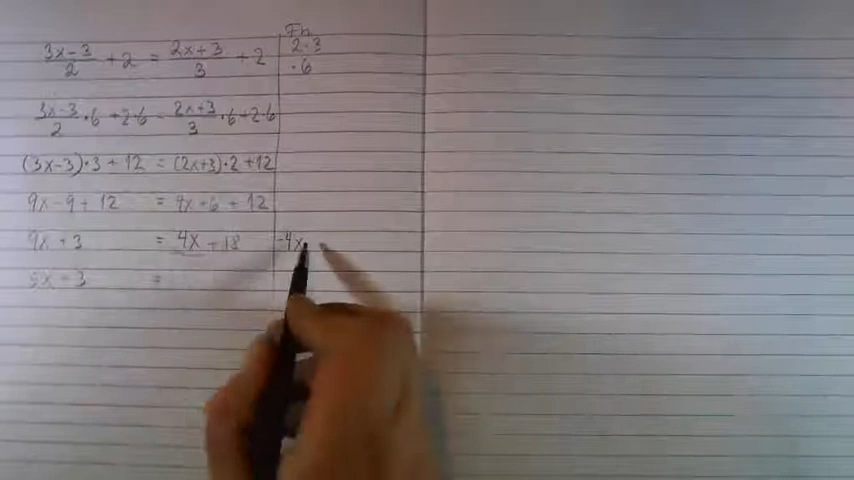 Fh
(3x-3)/2 + 2 = (2x+3)/3 + 2 | 2·3
·6
(3x-3)/2 ·6 + 2·6 = (2x+3)/3 ·6 + 2·6
(3x-3)·3 + 12 = (2x+3)·2 + 12
9x - 9 + 12 = 4x + 6 + 12
9x + 3 = 4x + 18 | -4x
5x + 3 =